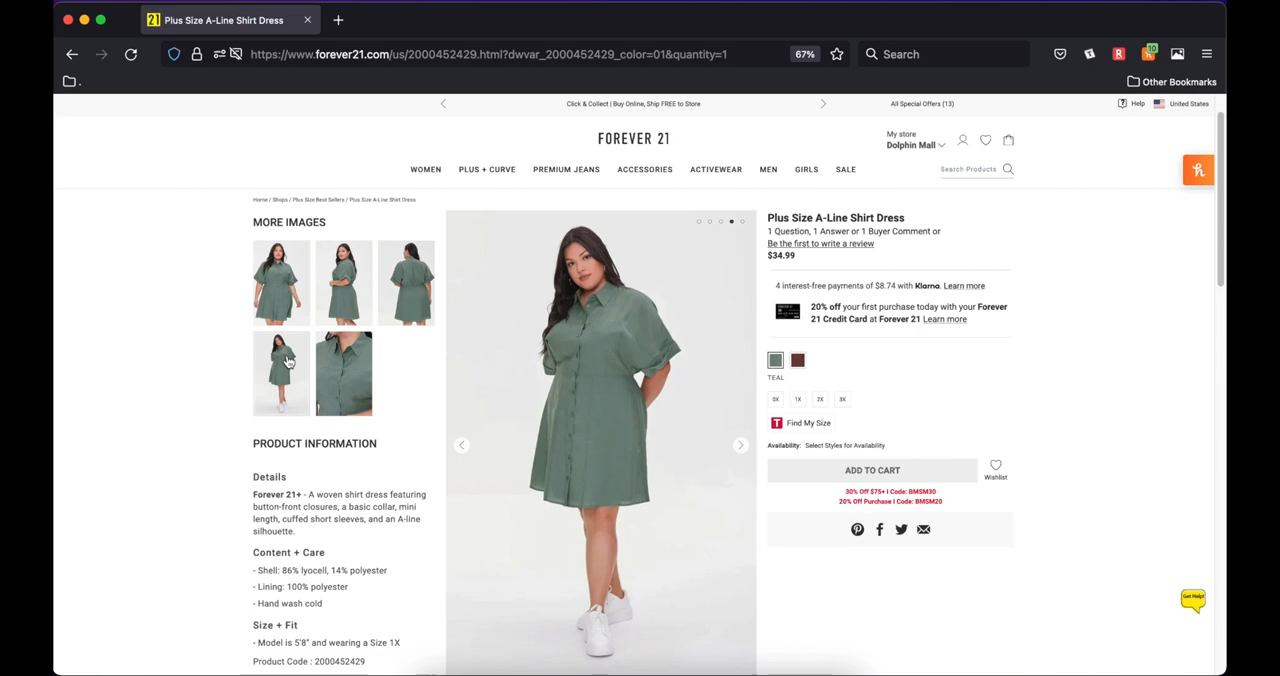 21 Plus Size A-Line Shirt Dress
https://www.forever21.com/us/2000452429.html?dwvar_2000452429_color=01&quantity=1
67%
Search
10
.
Other Bookmarks
Click & Collect | Buy Online, Ship FREE to Store
All Special Offers (13)
Help
United States
FOREVER 21
My store
Dolphin Mall
WOMEN
PLUS + CURVE
PREMIUM JEANS
ACCESSORIES
ACTIVEWEAR
MEN
GIRLS
SALE
Search Products
Home / Shops / Plus Size Best Sellers / Plus Size A-Line Shirt Dress
MORE IMAGES
PRODUCT INFORMATION
Details
Forever 21+ - A woven shirt dress featuring
button-front closures, a basic collar, mini
length, cuffed short sleeves, and an A-line
silhouette.
Content + Care
- Shell: 86% lyocell, 14% polyester
- Lining: 100% polyester
- Hand wash cold
Size + Fit
- Model is 5'8" and wearing a Size 1X
Product Code : 2000452429
Plus Size A-Line Shirt Dress
1 Question, 1 Answer or 1 Buyer Comment or
Be the first to write a review
$34.99
4 interest-free payments of $8.74 with Klarna. Learn more
20% off your first purchase today with your Forever
21 Credit Card at Forever 21 Learn more
TEAL
0X
1X
2X
3X
T Find My Size
Availability: Select Styles for Availability
ADD TO CART
Wishlist
30% Off $75+ I Code: BMSM30
20% Off Purchase I Code: BMSM20
Get Help!